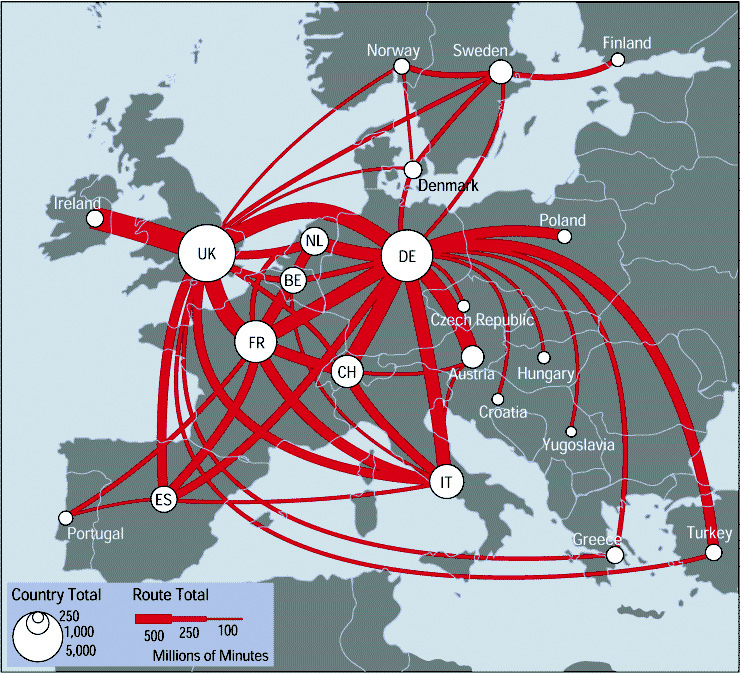 Norway
Sweden
Finland
Denmark
Ireland
UK
NL
DE
Poland
BE
Czech Republic
FR
CH
Austria
Hungary
Croatia
Yugoslavia
IT
ES
Portugal
Greece
Turkey
Country Total
250
1,000
5,000
Route Total
500 250 100
Millions of Minutes